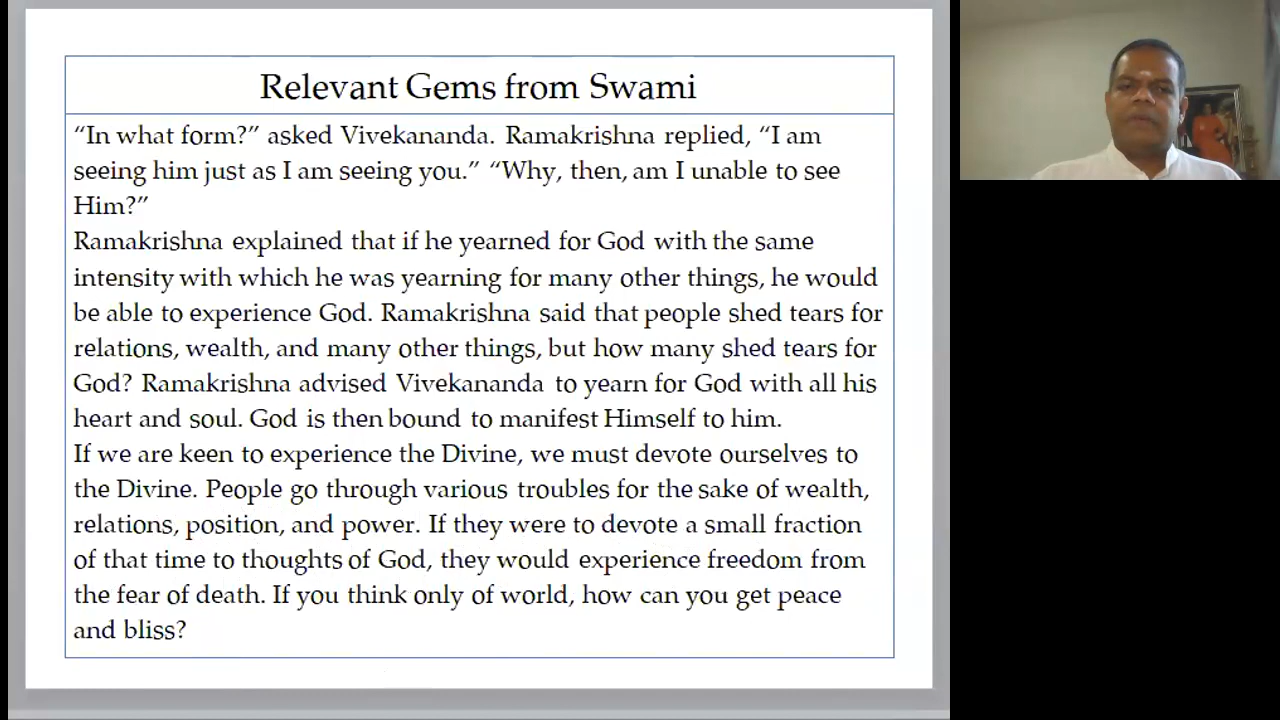 Relevant Gems from Swami
“In what form?” asked Vivekananda. Ramakrishna replied, “I am
seeing him just as I am seeing you.” “Why, then, am I unable to see
Him?”
Ramakrishna explained that if he yearned for God with the same
intensity with which he was yearning for many other things, he would
be able to experience God. Ramakrishna said that people shed tears for
relations, wealth, and many other things, but how many shed tears for
God? Ramakrishna advised Vivekananda to yearn for God with all his
heart and soul. God is then bound to manifest Himself to him.
If we are keen to experience the Divine, we must devote ourselves to
the Divine. People go through various troubles for the sake of wealth,
relations, position, and power. If they were to devote a small fraction
of that time to thoughts of God, they would experience freedom from
the fear of death. If you think only of world, how can you get peace
and bliss?